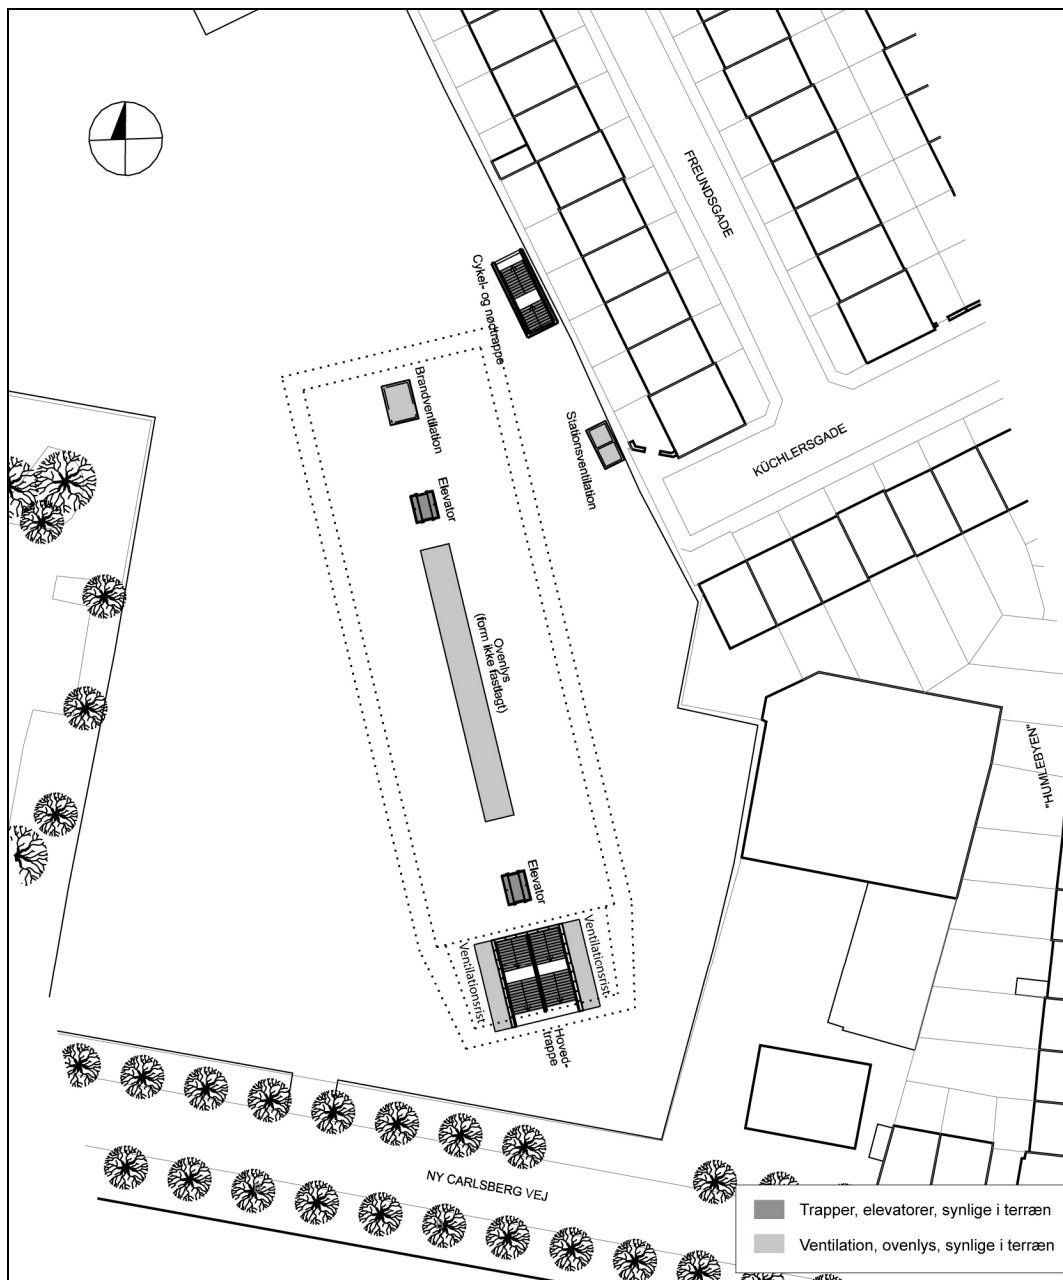 FREUNDSGADE
Cykel- og nødtrappe
Brandventilation
Stationsventilation
KÜCHLERSGADE
Elevator
Ovenlys
(form ikke fastlagt)
"HUMLEBYEN"
Elevator
Ventilationsrist
Ventilationsrist
Hoved-
trappe
NY CARLSBERG VEJ
Trapper, elevatorer, synlige i terræn
Ventilation, ovenlys, synlige i terræn